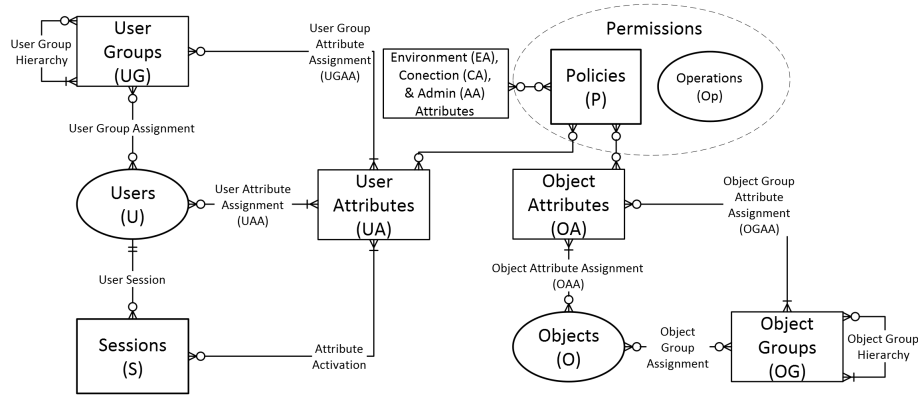 User
Groups
(UG)
User Group
Hierarchy
User Group
Attribute
Assignment
(UGAA)
Environment (EA),
Conection (CA),
& Admin (AA)
Attributes
Permissions
Policies
(P)
Operations
(Op)
User Group Assignment
Users
(U)
User Attribute
Assignment
(UAA)
User
Attributes
(UA)
Object
Attributes
(OA)
Object Group
Attribute
Assignment
(OGAA)
User Session
Object Attribute Assignment
(OAA)
Sessions
(S)
Attribute
Activation
Objects
(O)
Object
Group
Assignment
Object
Groups
(OG)
Object Group
Hierarchy